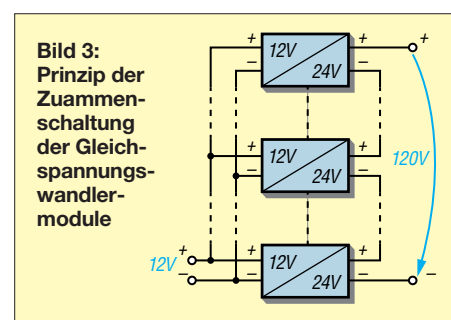 Bild 3:
Prinzip der
Zuammen-
schaltung
der Gleich-
spannungs-
wandler-
module
+ 12V + +
– 24V –
+ 12V +
– 24V –
120V
+ 12V +
12V
– – 24V – –
+